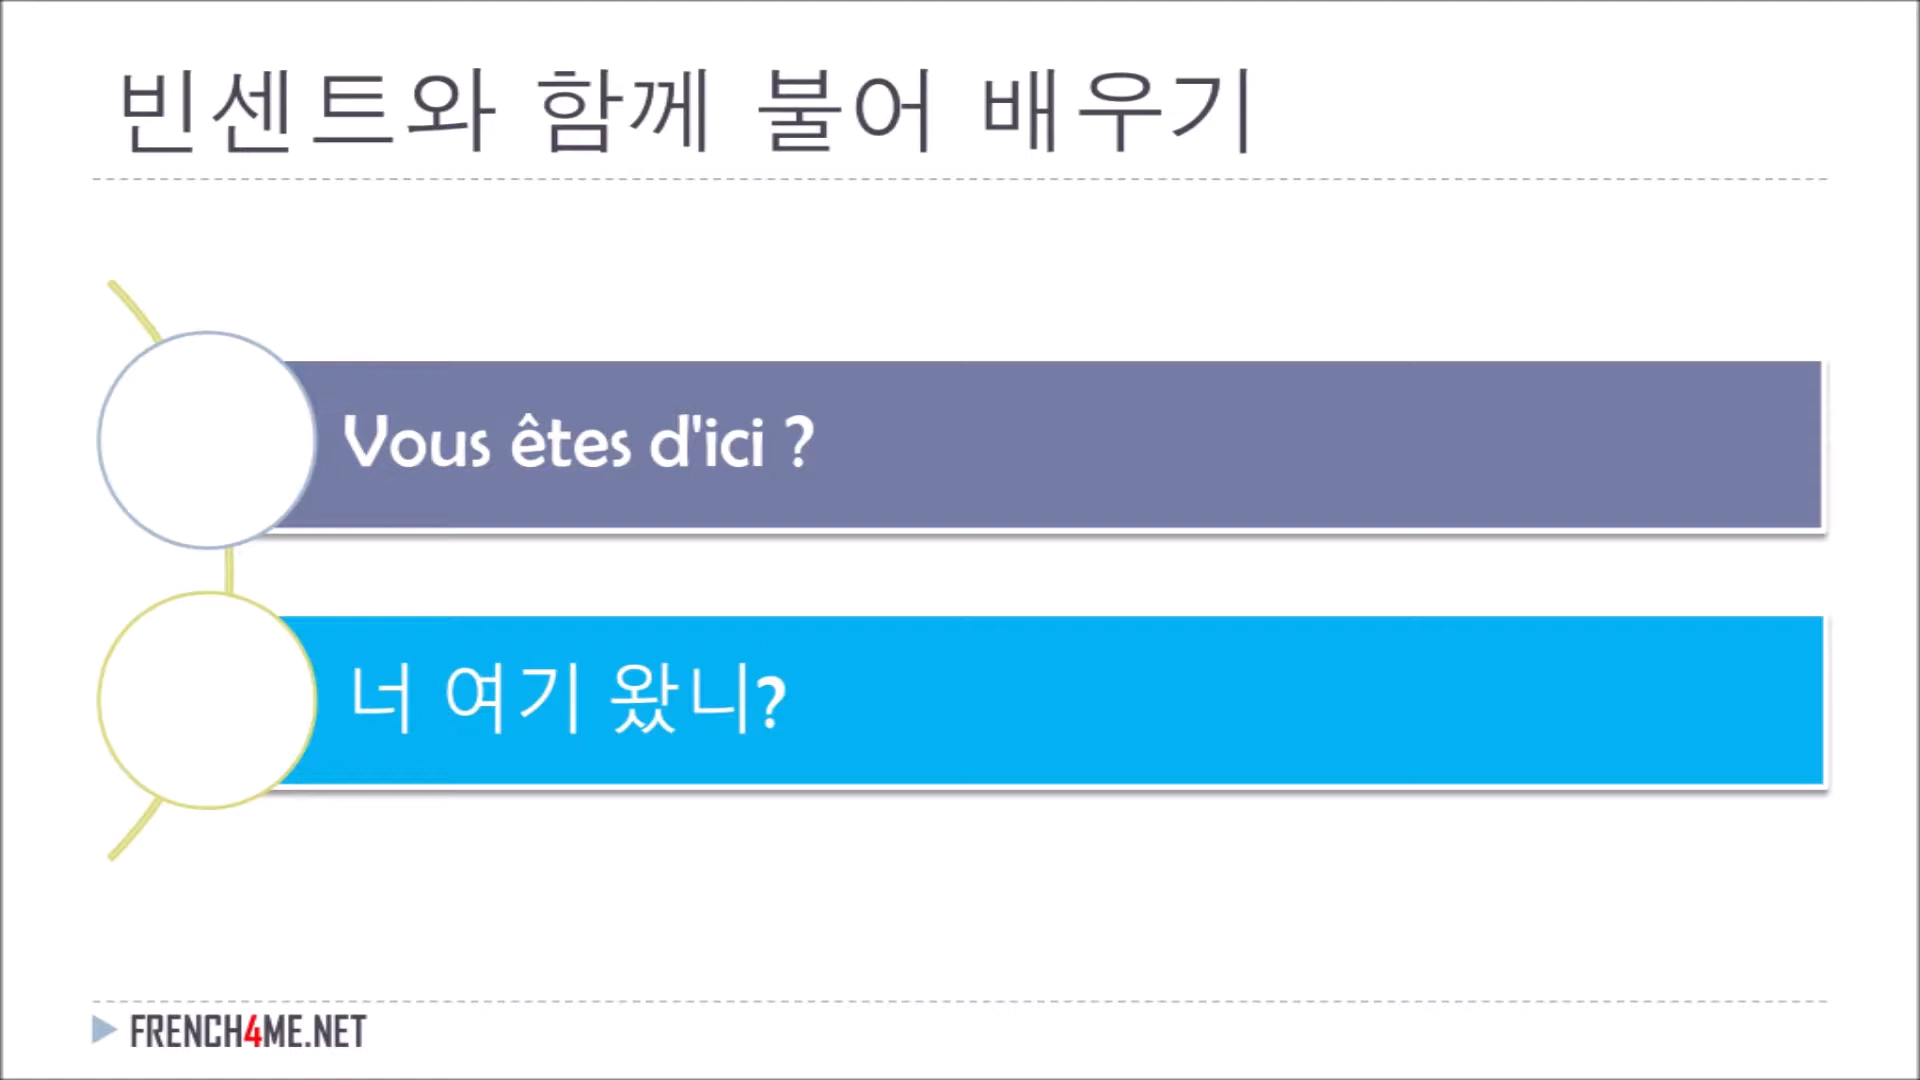 빈센트와 함께 불어 배우기
Vous êtes d'ici ?
너 여기 왔니?
FRENCH4ME.NET